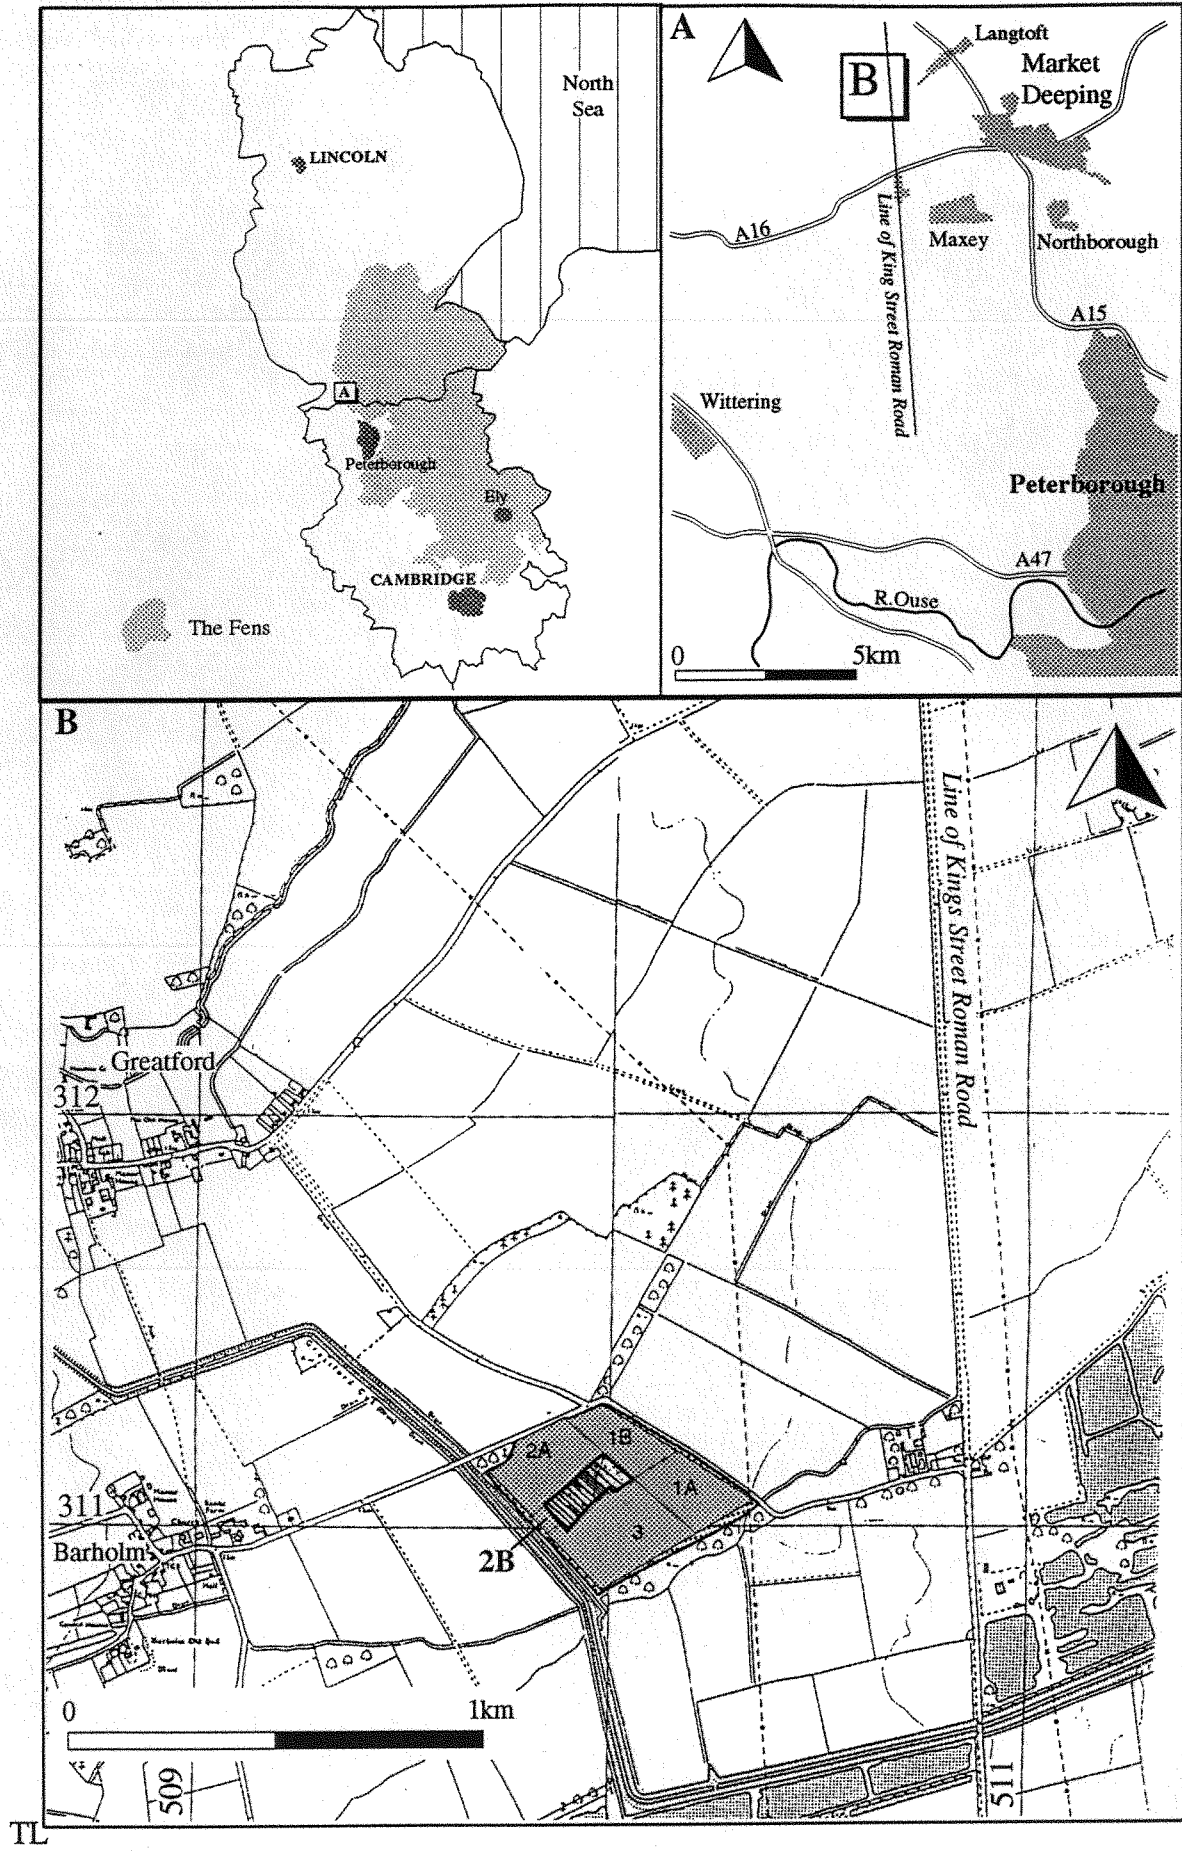 North
Sea
LINCOLN
A
Peterborough
Ely
CAMBRIDGE
The Fens
A
Langtoft
Market
Deeping
B
A16
Line of King Street Roman Road
Maxey
Northborough
A15
Wittering
Peterborough
A47
R.Ouse
0
5km
B
Line of Kings Street Roman Road
Greatford
312
2A
1B
1A
3
311
Barholm
2B
0
1km
509
511
TL